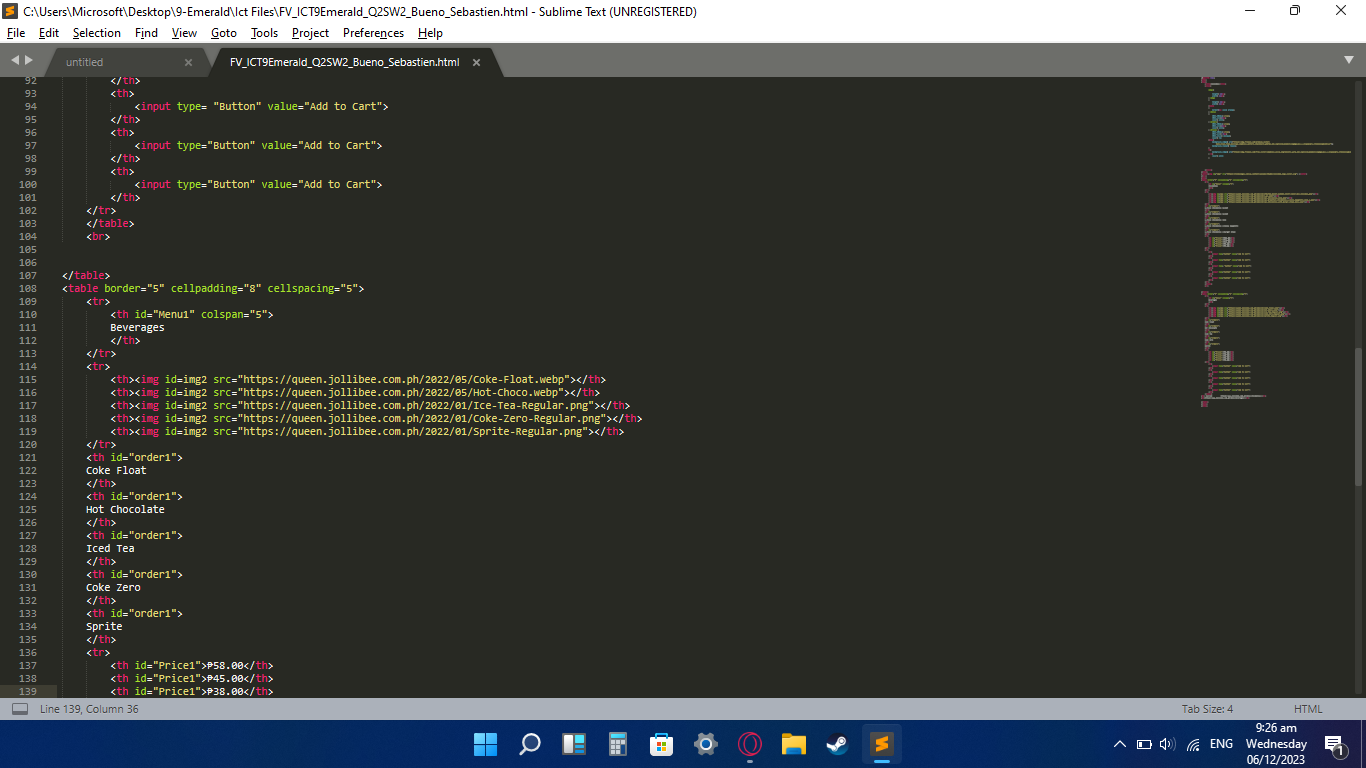 C:\Users\Microsoft\Desktop\9-Emerald\Ict Files\FV_ICT9Emerald_Q2SW2_Bueno_Sebastien.html - Sublime Text (UNREGISTERED)
File Edit Selection Find View Goto Tools Project Preferences Help
untitled FV_ICT9Emerald_Q2SW2_Bueno_Sebastien.html
92 </th>
93 <th>
94 <input type= "Button" value="Add to Cart">
95 </th>
96 <th>
97 <input type="Button" value="Add to Cart">
98 </th>
99 <th>
100 <input type="Button" value="Add to Cart">
101 </th>
102 </tr>
103 </table>
104 <br>
105
106
107 </table>
108 <table border="5" cellpadding="8" cellspacing="5">
109 <tr>
110 <th id="Menu1" colspan="5">
111 Beverages
112 </th>
113 </tr>
114 <tr>
115 <th><img id=img2 src="https://queen.jollibee.com.ph/2022/05/Coke-Float.webp"></th>
116 <th><img id=img2 src="https://queen.jollibee.com.ph/2022/05/Hot-Choco.webp"></th>
117 <th><img id=img2 src="https://queen.jollibee.com.ph/2022/01/Ice-Tea-Regular.png"></th>
118 <th><img id=img2 src="https://queen.jollibee.com.ph/2022/01/Coke-Zero-Regular.png"></th>
119 <th><img id=img2 src="https://queen.jollibee.com.ph/2022/01/Sprite-Regular.png"></th>
120 </tr>
121 <th id="order1">
122 Coke Float
123 </th>
124 <th id="order1">
125 Hot Chocolate
126 </th>
127 <th id="order1">
128 Iced Tea
129 </th>
130 <th id="order1">
131 Coke Zero
132 </th>
133 <th id="order1">
134 Sprite
135 </th>
136 <tr>
137 <th id="Price1">₱58.00</th>
138 <th id="Price1">₱45.00</th>
139 <th id="Price1">₱38.00</th>
Line 139, Column 36 Tab Size: 4 HTML
ENG
9:26 am
Wednesday
06/12/2023
1